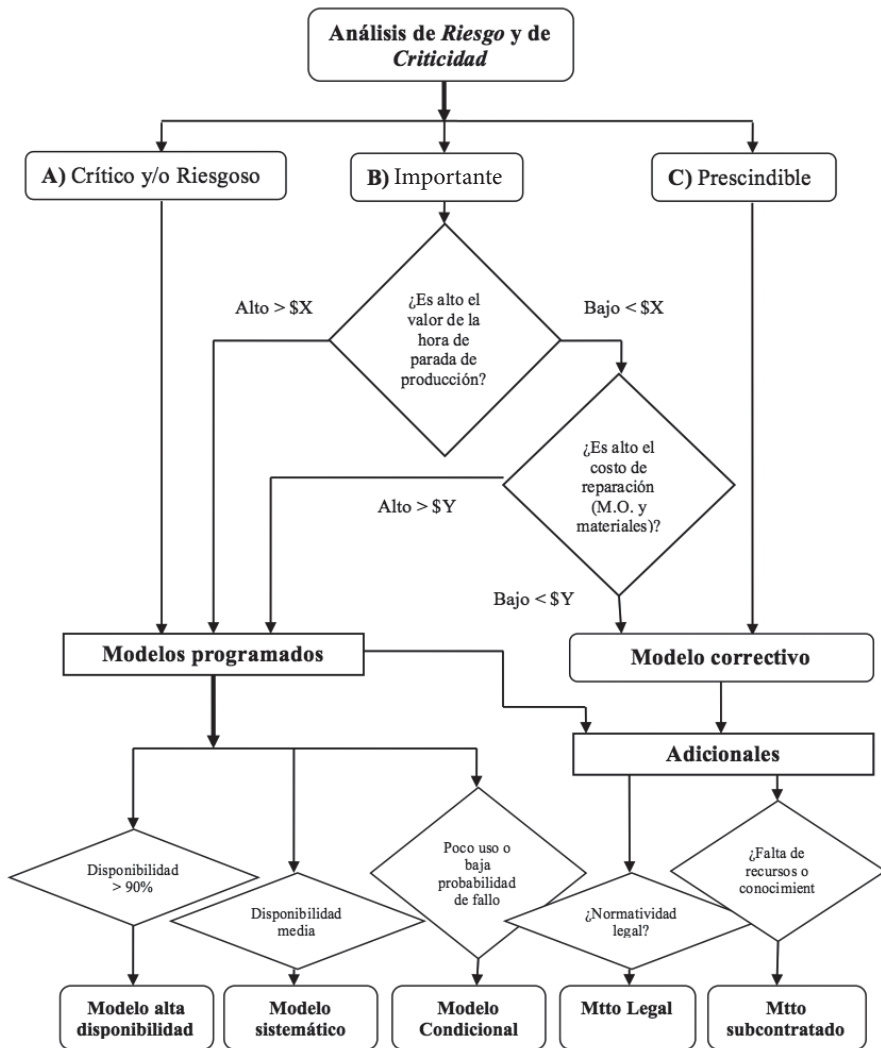 Análisis de Riesgo y de
Criticidad
A) Crítico y/o Riesgoso
B) Importante
C) Prescindible
Alto > $X
¿Es alto el
valor de la
hora de
parada de
producción?
Bajo < $X
¿Es alto el
costo de
reparación
(M.O. y
materiales)?
Alto > $Y
Bajo < $Y
Modelos programados
Modelo correctivo
Adicionales
Disponibilidad
> 90%
Disponibilidad
media
Poco uso o
baja
probabilidad
de fallo
¿Normatividad
legal?
¿Falta de
recursos o
conocimient
Modelo alta
disponibilidad
Modelo
sistemático
Modelo
Condicional
Mtto Legal
Mtto
subcontratado